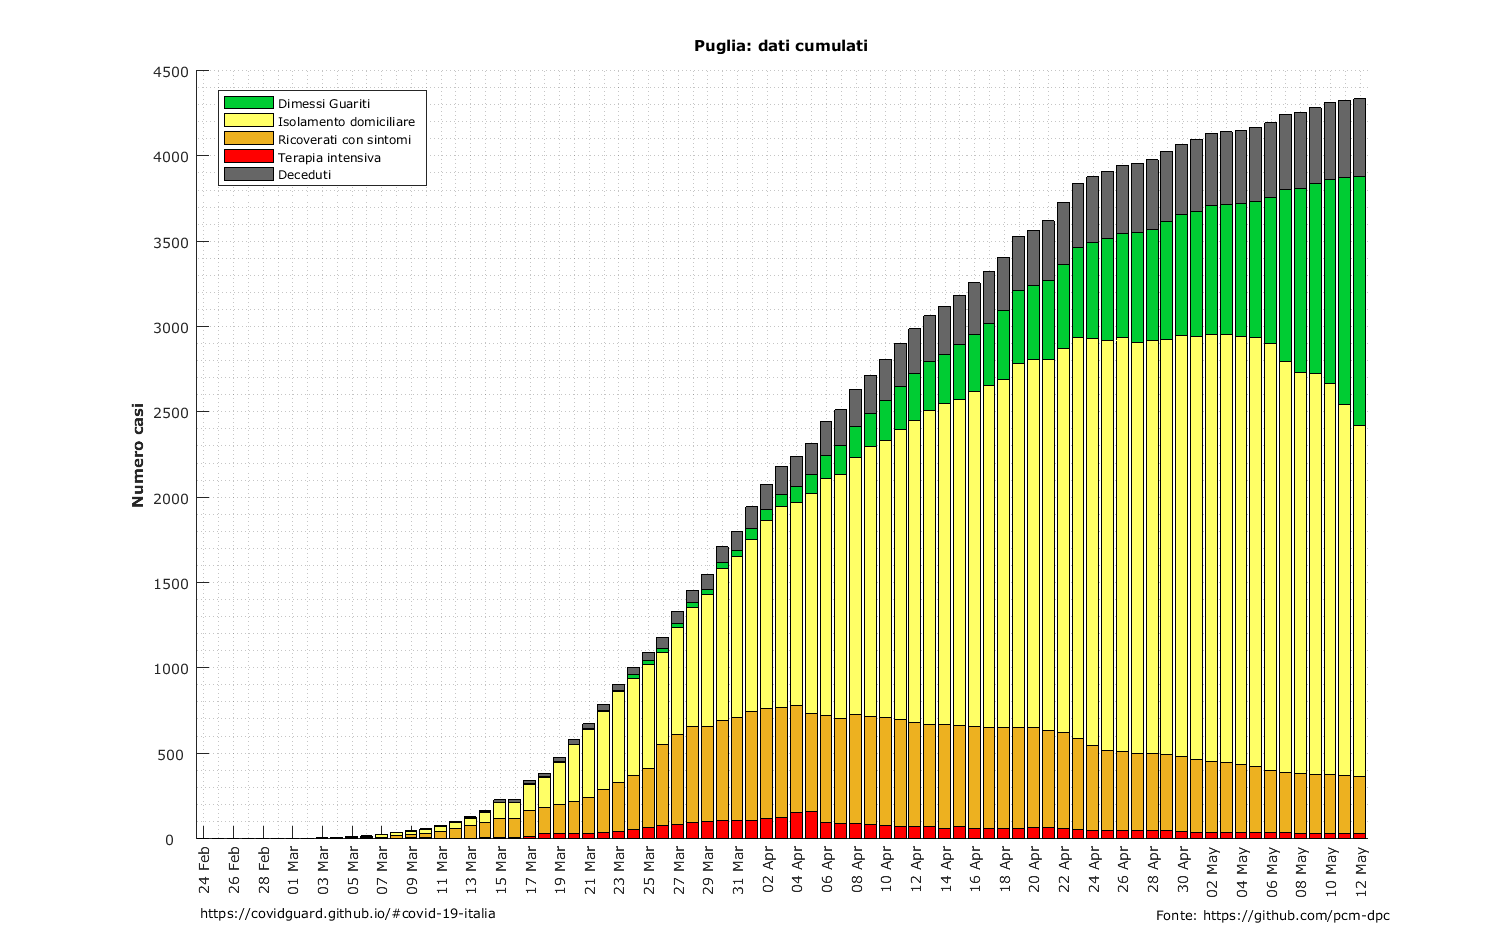 Puglia: dati cumulati
4500
4000
3500
3000
2500
2000
1500
1000
500
0
Numero casi
Dimessi Guariti
Isolamento domiciliare
Ricoverati con sintomi
Terapia intensiva
Deceduti
24 Feb
26 Feb
28 Feb
01 Mar
03 Mar
05 Mar
07 Mar
09 Mar
11 Mar
13 Mar
15 Mar
17 Mar
19 Mar
21 Mar
23 Mar
25 Mar
27 Mar
29 Mar
31 Mar
02 Apr
04 Apr
06 Apr
08 Apr
10 Apr
12 Apr
14 Apr
16 Apr
18 Apr
20 Apr
22 Apr
24 Apr
26 Apr
28 Apr
30 Apr
02 May
04 May
06 May
08 May
10 May
12 May
https://covidguard.github.io/#covid-19-italia
Fonte: https://github.com/pcm-dpc